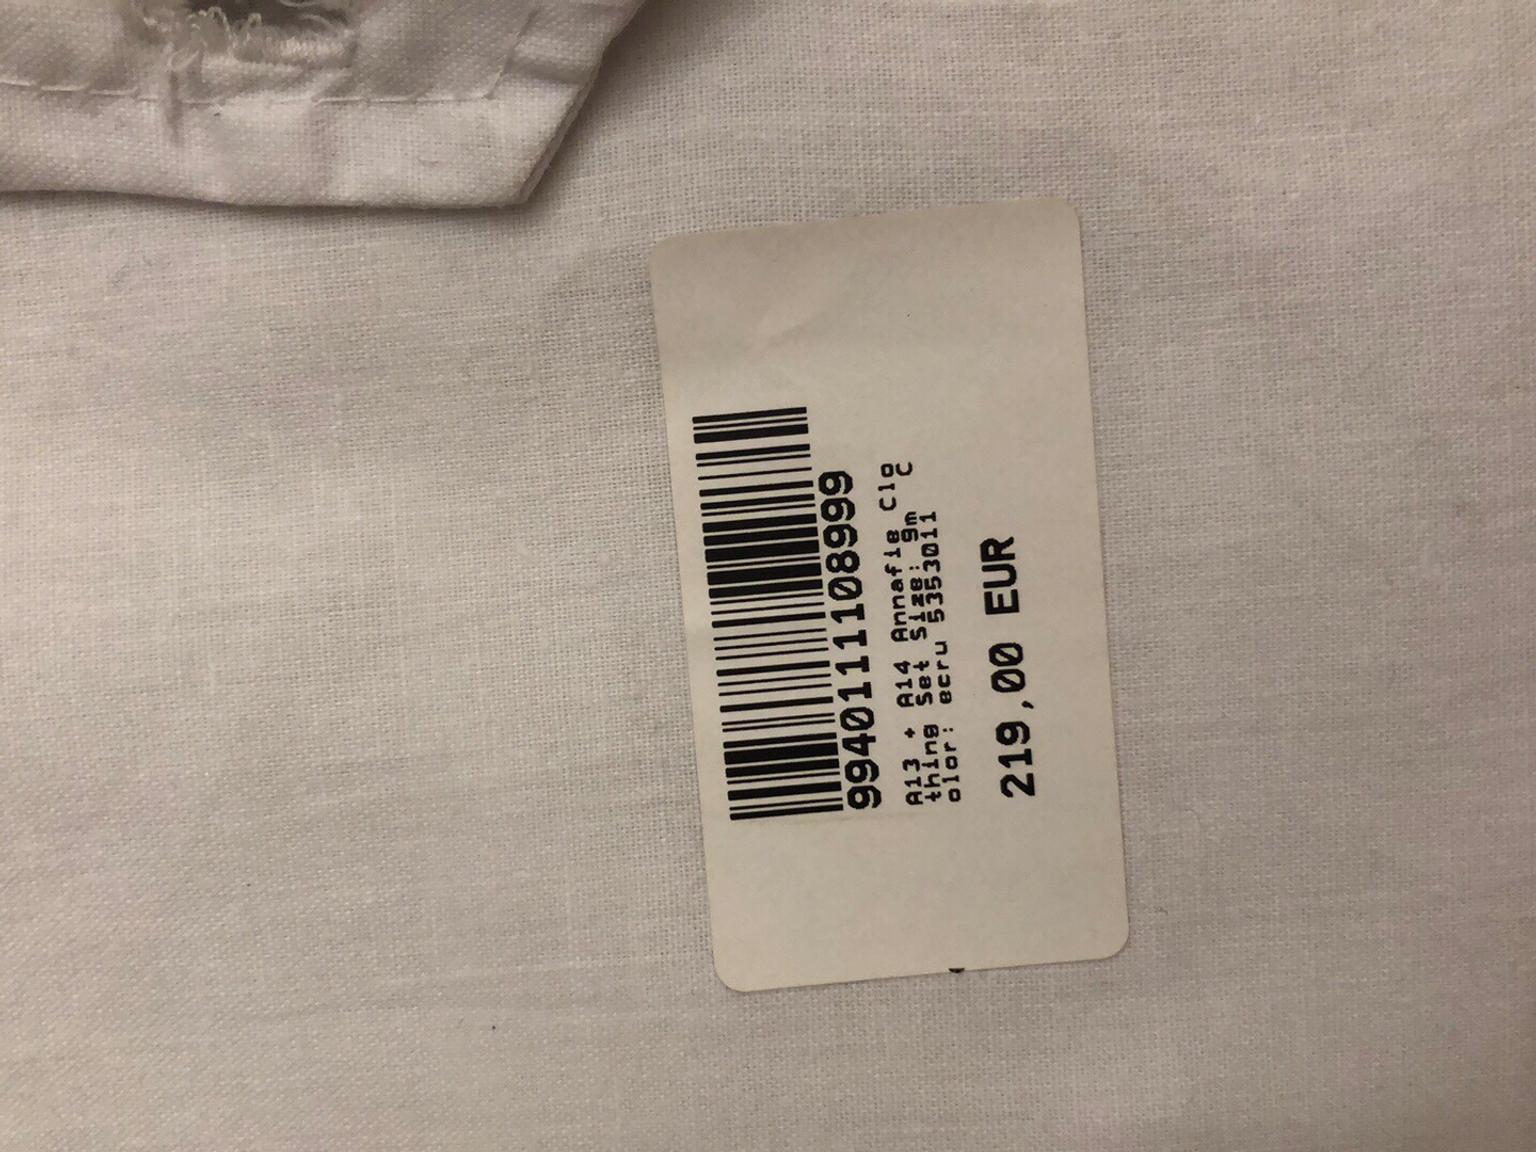 9940111108999
A13 + A14 Annafie Clo
thing Set Size: 9m C
olor: ecru 5353011
219,00 EUR